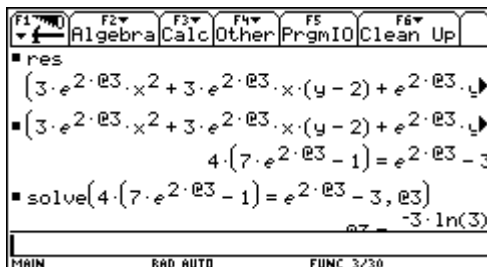 F1 F2 F3 F4 F5 F6
Algebra Calc Other PrgmIO Clean Up
▪ res
(3·e^2·@3·x^2 + 3·e^2·@3·x·(y − 2) + e^2·@3·
▪ (3·e^2·@3·x^2 + 3·e^2·@3·x·(y − 2) + e^2·@3·
4·(7·e^2·@3 − 1) = e^2·@3 − 3
▪ solve(4·(7·e^2·@3 − 1) = e^2·@3 − 3, @3)
-3·ln(3)
MAIN RAD AUTO FUNC 3/30